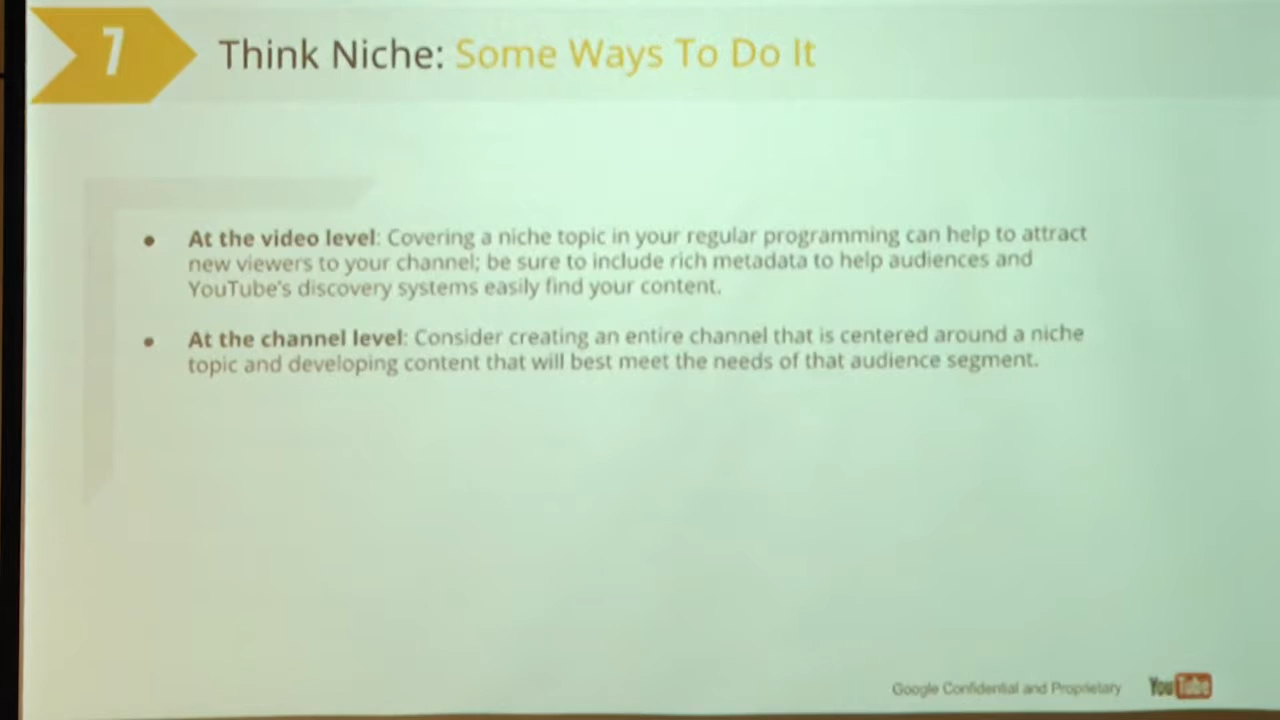 7
Think Niche: Some Ways To Do It
● At the video level: Covering a niche topic in your regular programming can help to attract
new viewers to your channel; be sure to include rich metadata to help audiences and
YouTube's discovery systems easily find your content.
● At the channel level: Consider creating an entire channel that is centered around a niche
topic and developing content that will best meet the needs of that audience segment.
Google Confidential and Proprietary YouTube